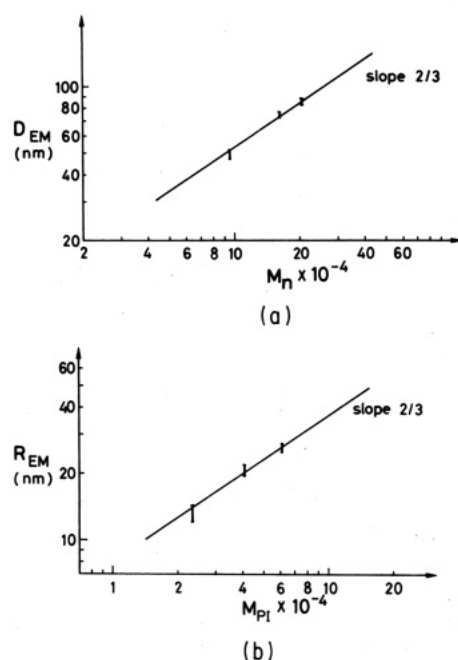 100
80
60
40
20
D_EM
(nm)
slope 2/3
2 4 6 8 10 20 40 60
M_n × 10^-4
(a)
60
40
20
10
R_EM
(nm)
slope 2/3
1 2 4 6 10 20
M_PI × 10^-4
(b)